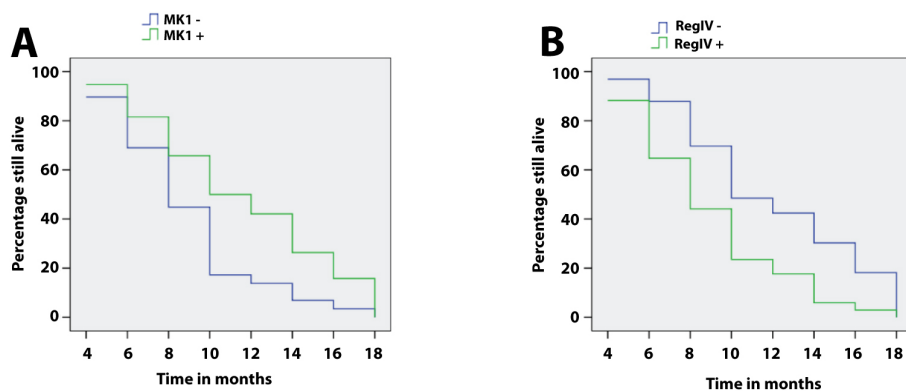 A
MK1 -
MK1 +
Percentage still alive
100
80
60
40
20
0
4 6 8 10 12 14 16 18
Time in months
B
RegIV -
RegIV +
Percentage still alive
100
80
60
40
20
0
4 6 8 10 12 14 16 18
Time in months